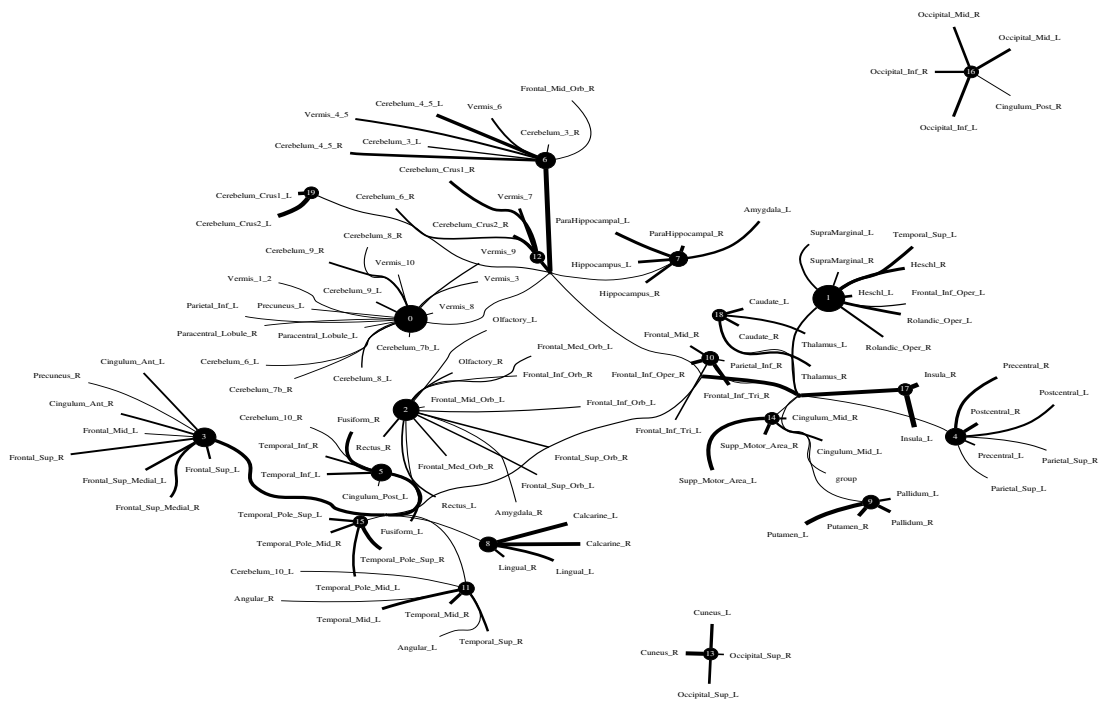 Occipital_Mid_R
Occipital_Mid_L
Occipital_Inf_R
16
Cingulum_Post_R
Occipital_Inf_L
Frontal_Mid_Orb_R
Cerebelum_4_5_L
Vermis_6
Vermis_4_5
Cerebelum_3_R
Cerebelum_3_L
Cerebelum_4_5_R
6
Cerebelum_Crus1_R
Cerebelum_Crus1_L
19
Cerebelum_6_R
Vermis_7
Cerebelum_Crus2_L
Cerebelum_Crus2_R
ParaHippocampal_L
Amygdala_L
Cerebelum_8_R
ParaHippocampal_R
SupraMarginal_L
Temporal_Sup_L
Cerebelum_9_R
Vermis_9
12
7
Vermis_10
Hippocampus_L
SupraMarginal_R
Heschl_R
Vermis_1_2
Vermis_3
Cerebelum_9_L
Hippocampus_R
Heschl_L
Frontal_Inf_Oper_L
1
Parietal_Inf_L
Precuneus_L
Vermis_8
Caudate_L
Olfactory_L
0
18
Rolandic_Oper_L
Paracentral_Lobule_R
Paracentral_Lobule_L
Frontal_Mid_R
Caudate_R
Thalamus_L
Rolandic_Oper_R
Cerebelum_7b_L
Frontal_Med_Orb_L
Cingulum_Ant_L
Cerebelum_6_L
Olfactory_R
10
Parietal_Inf_R
Precuneus_R
Cerebelum_8_L
Frontal_Inf_Orb_R
Frontal_Inf_Oper_R
Thalamus_R
Insula_R
Precentral_R
Cerebelum_7b_R
17
Frontal_Inf_Tri_R
Cingulum_Ant_R
Frontal_Mid_Orb_L
Frontal_Inf_Orb_L
Postcentral_L
2
Cerebelum_10_R
Fusiform_R
14
Cingulum_Mid_R
Postcentral_R
Frontal_Mid_L
Frontal_Inf_Tri_L
3
Insula_L
4
Temporal_Inf_R
Rectus_R
Supp_Motor_Area_R
Cingulum_Mid_L
Precentral_L
Frontal_Sup_R
Frontal_Sup_Orb_R
Parietal_Sup_R
Frontal_Sup_L
Temporal_Inf_L
5
Frontal_Med_Orb_R
Frontal_Sup_Medial_L
Supp_Motor_Area_L
group
Frontal_Sup_Orb_L
Parietal_Sup_L
Cingulum_Post_L
Pallidum_L
Frontal_Sup_Medial_R
Rectus_L
9
Temporal_Pole_Sup_L
Amygdala_R
15
Pallidum_R
Calcarine_L
Putamen_R
Fusiform_L
Putamen_L
Temporal_Pole_Mid_R
8
Calcarine_R
Temporal_Pole_Sup_R
Lingual_R
Lingual_L
Cerebelum_10_L
Temporal_Pole_Mid_L
11
Angular_R
Temporal_Mid_R
Temporal_Mid_L
Cuneus_L
Temporal_Sup_R
Angular_L
Cuneus_R
13
Occipital_Sup_R
Occipital_Sup_L